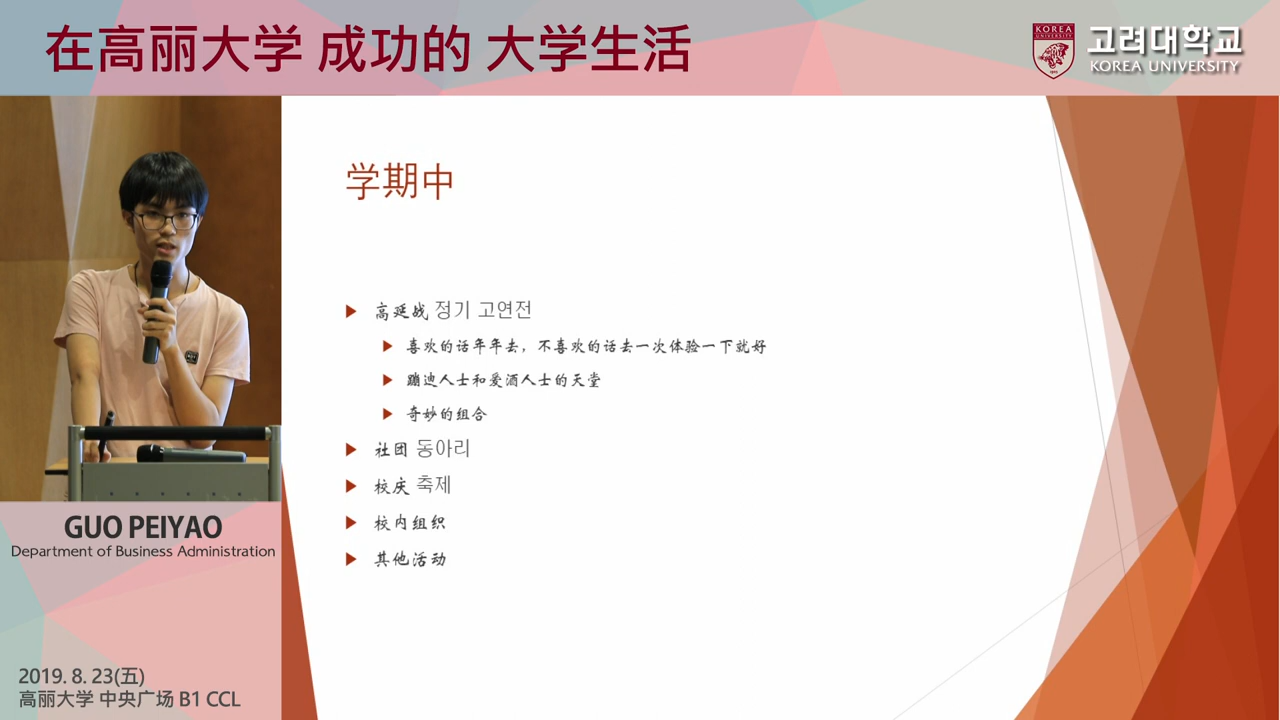 在高丽大学 成功的 大学生活
KOREA
UNIVERSITY
고려대학교
KOREA UNIVERSITY
学期中
高延战 정기 고연전
喜欢的话年年去，不喜欢的话去一次体验一下就好
蹦迪人士和爱酒人士的天堂
奇妙的组合
社团 동아리
校庆 축제
校内组织
其他活动
GUO PEIYAO
Department of Business Administration
2019. 8. 23(五)
高丽大学 中央广场 B1 CCL